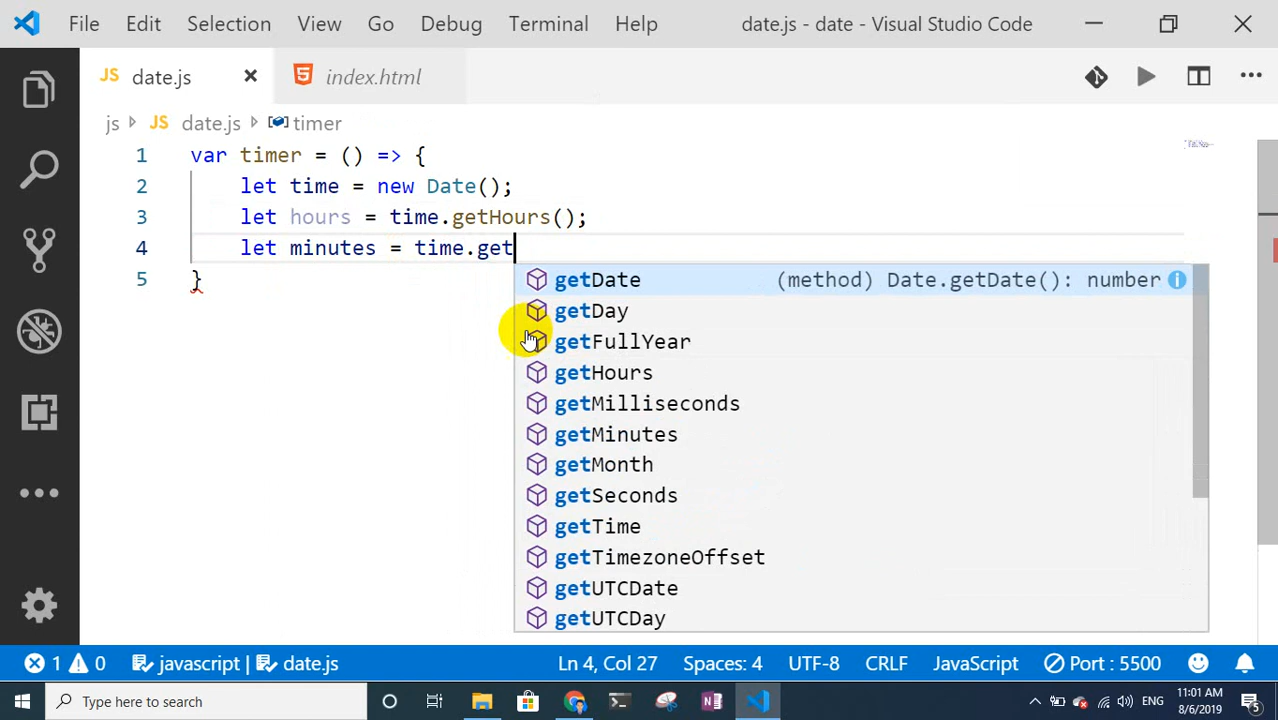 File Edit Selection View Go Debug Terminal Help date.js - date - Visual Studio Code
JS date.js index.html
js JS date.js timer
1 var timer = () => {
2 let time = new Date();
3 let hours = time.getHours();
4 let minutes = time.get
5 }
getDate (method) Date.getDate(): number
getDay
getFullYear
getHours
getMilliseconds
getMinutes
getMonth
getSeconds
getTime
getTimezoneOffset
getUTCDate
getUTCDay
1 0 javascript | date.js Ln 4, Col 27 Spaces: 4 UTF-8 CRLF JavaScript Port : 5500
Type here to search ENG 11:01 AM 5
8/6/2019